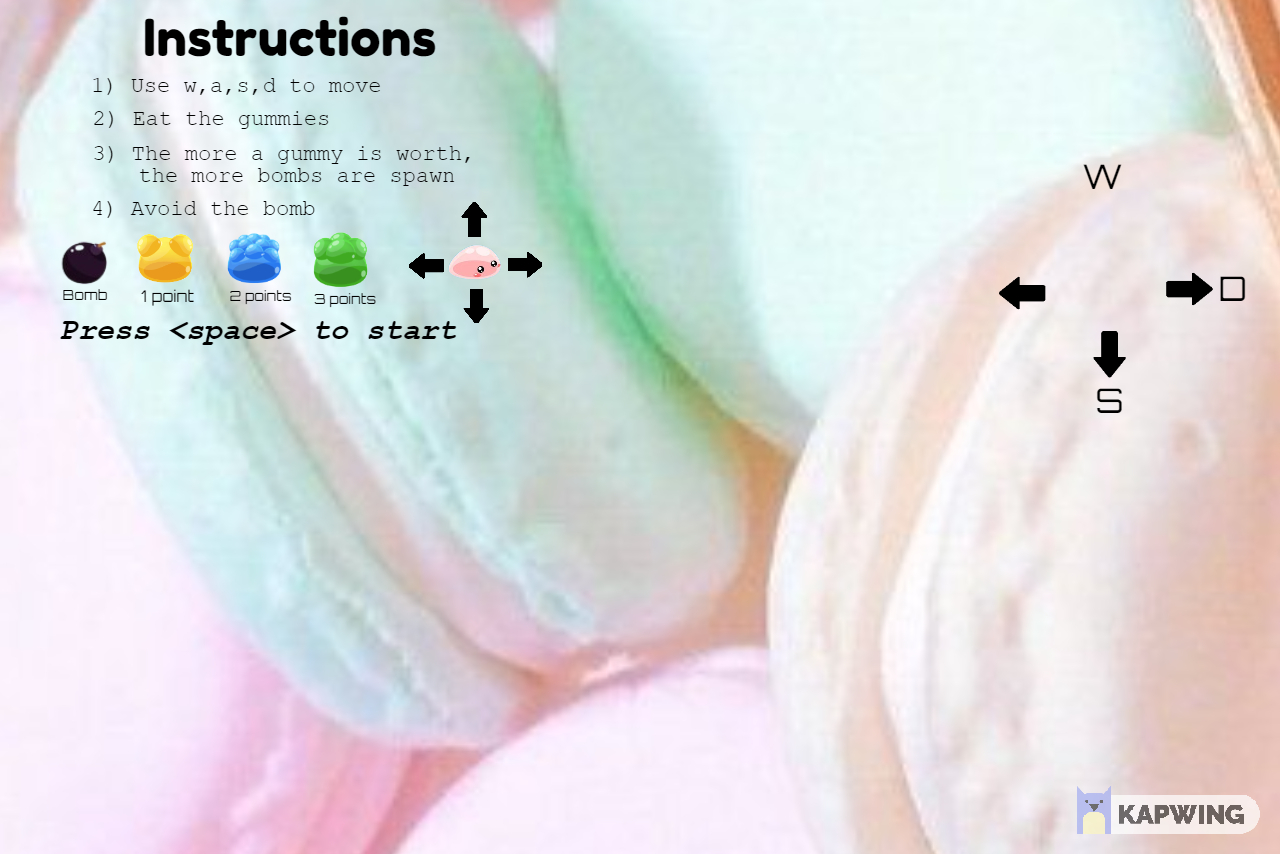 Instructions
1) Use w,a,s,d to move
2) Eat the gummies
3) The more a gummy is worth,
the more bombs are spawn
4) Avoid the bomb
Bomb 1 point 2 points 3 points
Press <space> to start
W
D
S
KAPWING